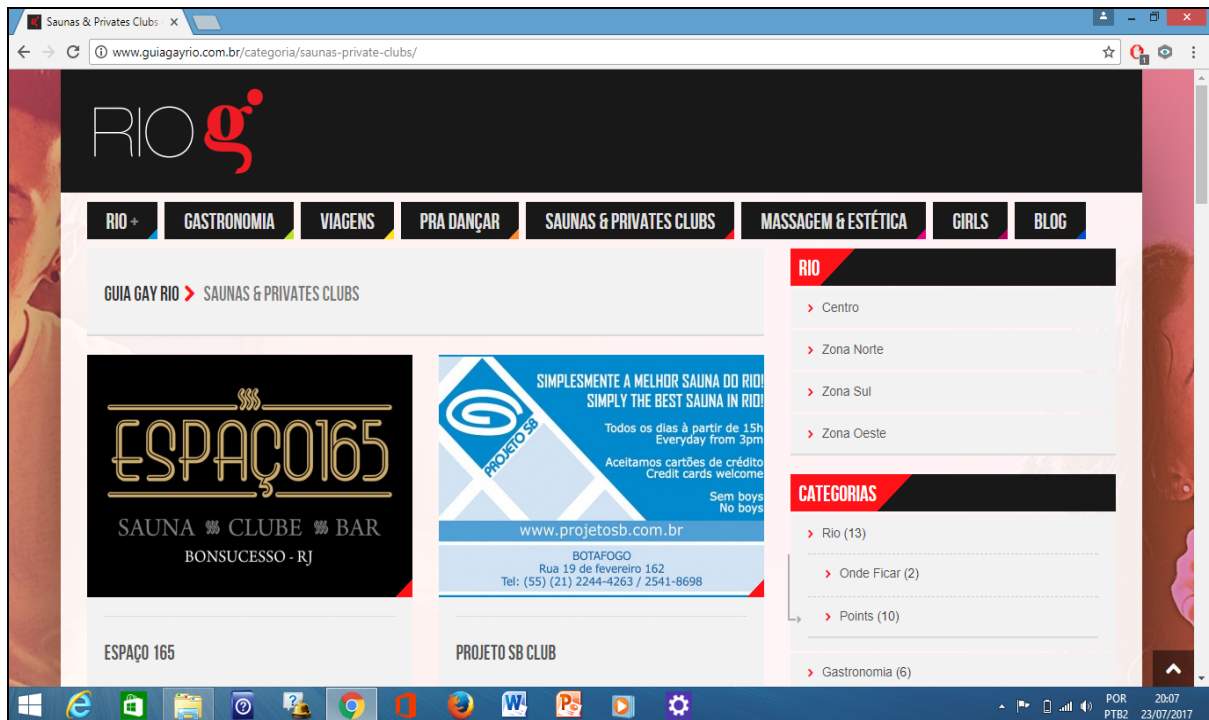 Saunas & Privates Clubs
www.guiagayrio.com.br/categoria/saunas-private-clubs/
RIO g
RIO +
GASTRONOMIA
VIAGENS
PRA DANÇAR
SAUNAS & PRIVATES CLUBS
MASSAGEM & ESTÉTICA
GIRLS
BLOG
GUIA GAY RIO > SAUNAS & PRIVATES CLUBS
ESPAÇO165
SAUNA CLUBE BAR
BONSUCESSO - RJ
ESPAÇO 165
SIMPLESMENTE A MELHOR SAUNA DO RIO!
SIMPLY THE BEST SAUNA IN RIO!
Todos os dias à partir de 15h
Everyday from 3pm
Aceitamos cartões de crédito
Credit cards welcome
Sem boys
No boys
PROJETO SB
www.projetosb.com.br
BOTAFOGO
Rua 19 de fevereiro 162
Tel: (55) (21) 2244-4263 / 2541-8698
PROJETO SB CLUB
RIO
Centro
Zona Norte
Zona Sul
Zona Oeste
CATEGORIAS
Rio (13)
Onde Ficar (2)
Points (10)
Gastronomia (6)
POR
PTB2
20:07
23/07/2017